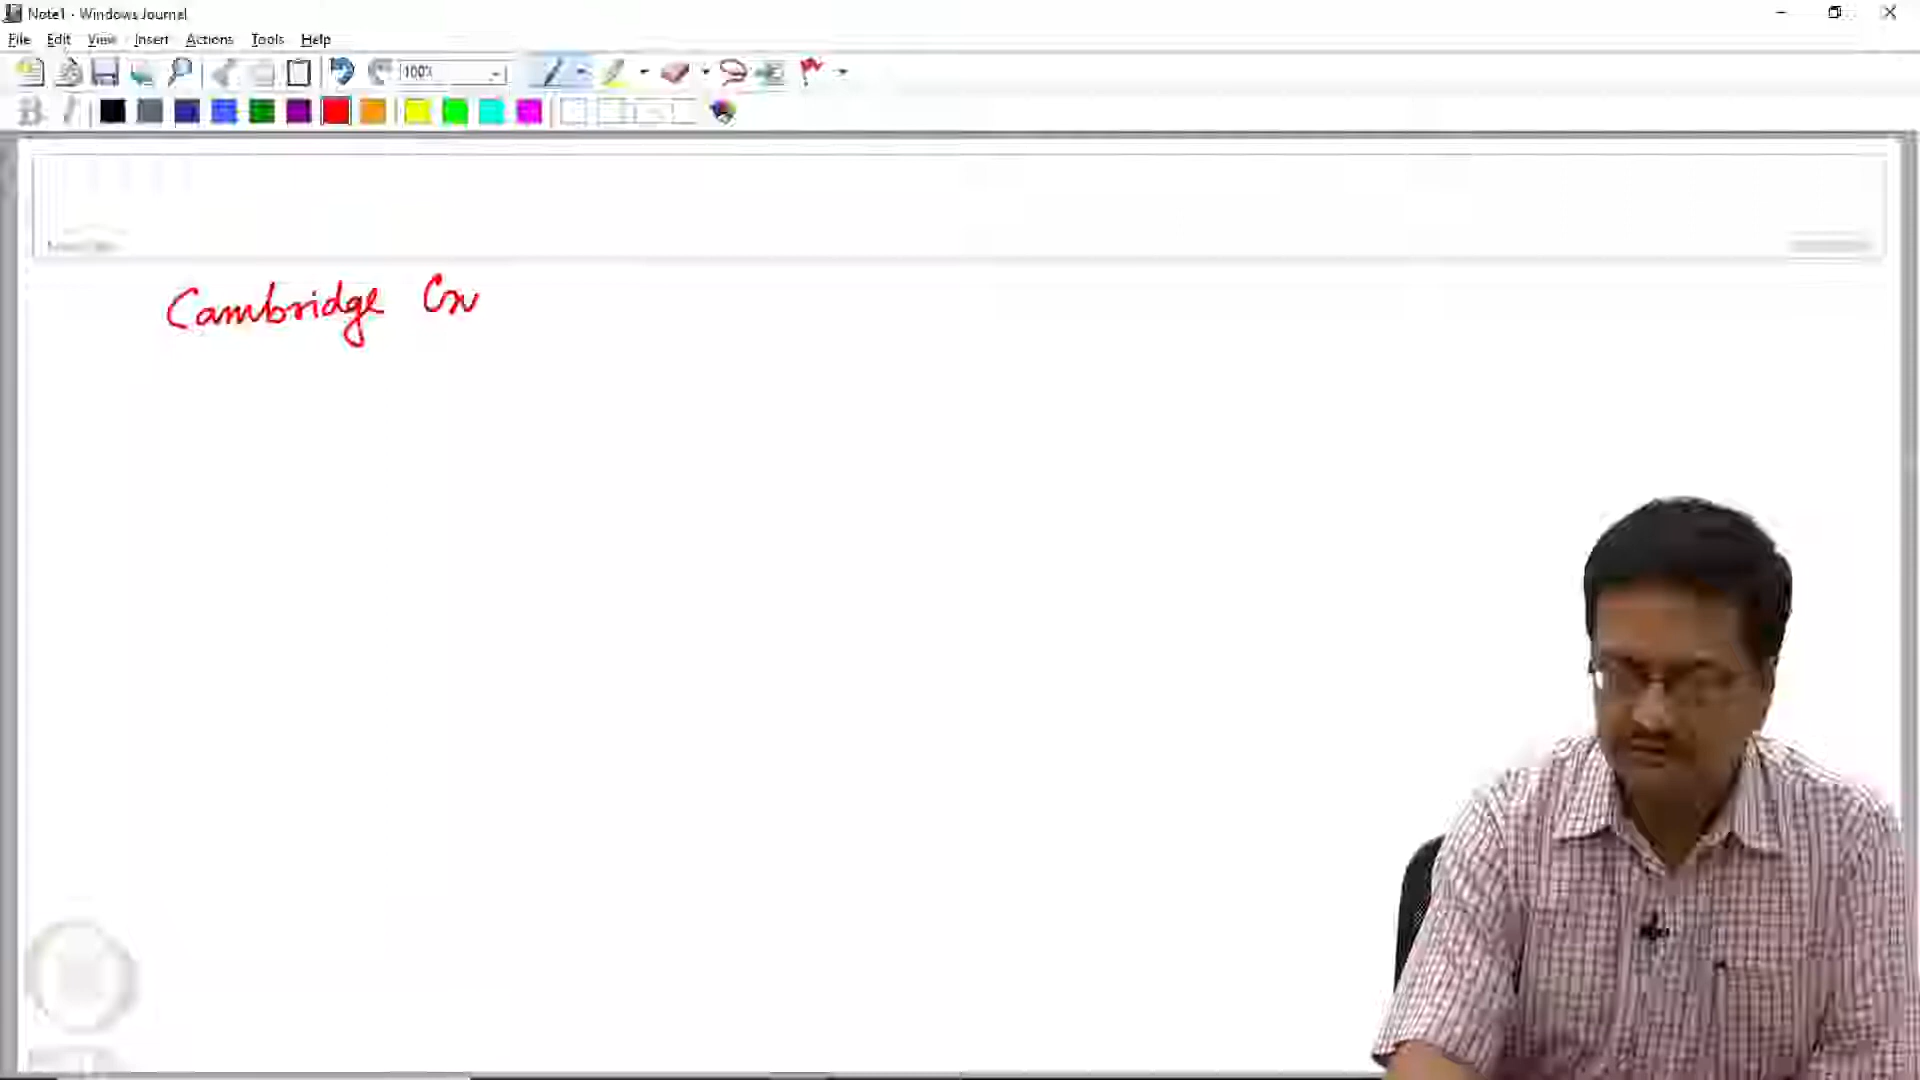 Note1 - Windows Journal
File Edit View Insert Actions Tools Help
100%
B I
Cambridge Cr